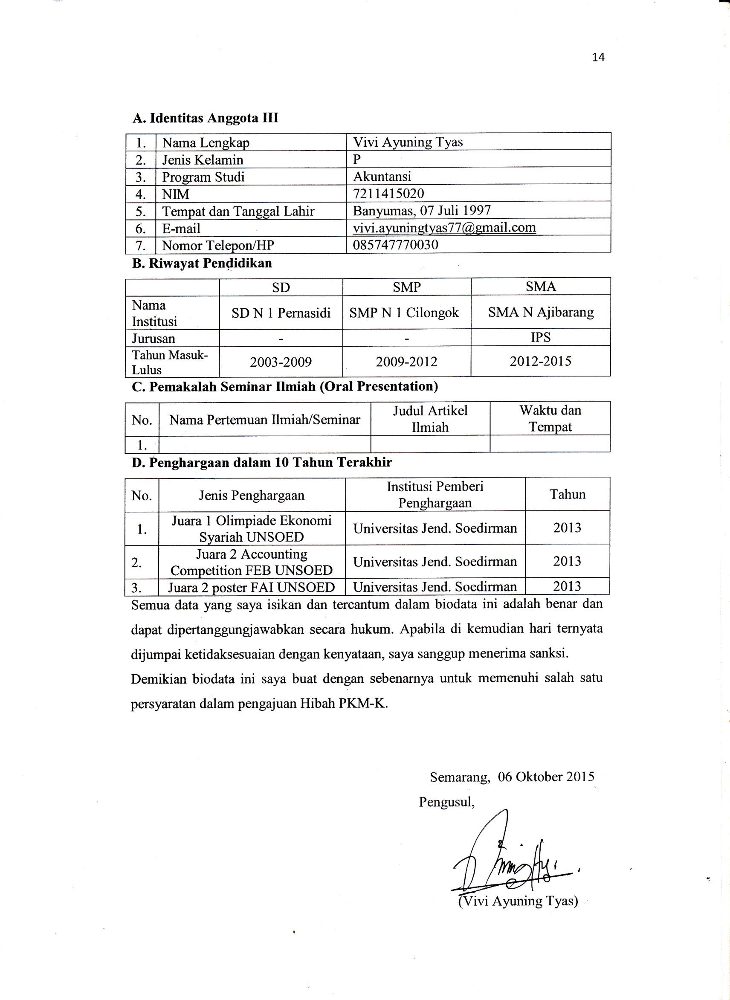 14
A. Identitas Anggota III
1. Nama Lengkap Vivi Ayuning Tyas
2. Jenis Kelamin P
3. Program Studi Akuntansi
4. NIM 7211415020
5. Tempat dan Tanggal Lahir Banyumas, 07 Juli 1997
6. E-mail vivi.ayuningtyas77@gmail.com
7. Nomor Telepon/HP 085747770030
B. Riwayat Pendidikan
SD SMP SMA
Nama
Institusi SD N 1 Pernasidi SMP N 1 Cilongok SMA N Ajibarang
Jurusan - - IPS
Tahun Masuk-
Lulus 2003-2009 2009-2012 2012-2015
C. Pemakalah Seminar Ilmiah (Oral Presentation)
No. Nama Pertemuan Ilmiah/Seminar Judul Artikel Waktu dan
Ilmiah Tempat
1.
D. Penghargaan dalam 10 Tahun Terakhir
No. Jenis Penghargaan Institusi Pemberi Tahun
Penghargaan
1. Juara 1 Olimpiade Ekonomi
Syariah UNSOED Universitas Jend. Soedirman 2013
2. Juara 2 Accounting
Competition FEB UNSOED Universitas Jend. Soedirman 2013
3. Juara 2 poster FAI UNSOED Universitas Jend. Soedirman 2013
Semua data yang saya isikan dan tercantum dalam biodata ini adalah benar dan
dapat dipertanggungjawabkan secara hukum. Apabila di kemudian hari ternyata
dijumpai ketidaksesuaian dengan kenyataan, saya sanggup menerima sanksi.
Demikian biodata ini saya buat dengan sebenarnya untuk memenuhi salah satu
persyaratan dalam pengajuan Hibah PKM-K.
Semarang, 06 Oktober 2015
Pengusul,
(Vivi Ayuning Tyas)